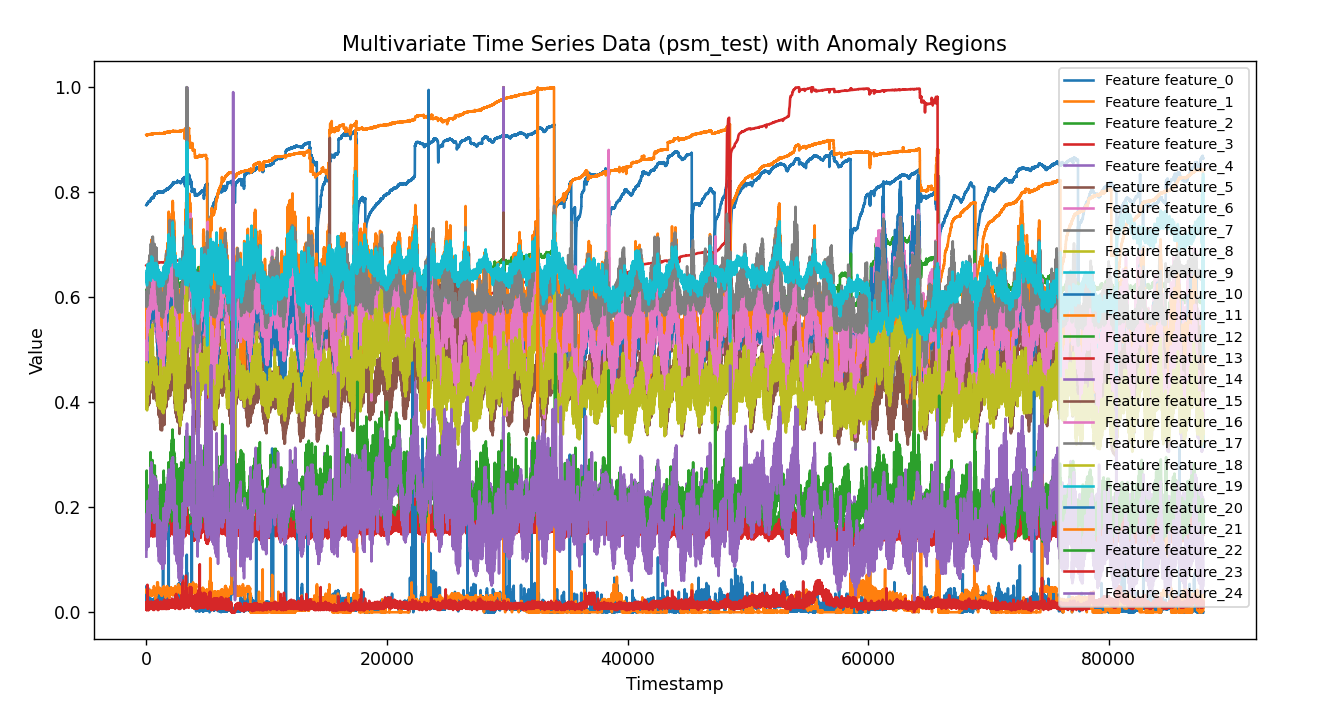 Multivariate Time Series Data (psm_test) with Anomaly Regions
Value
1.0
0.8
0.6
0.4
0.2
0.0
0
20000
40000
60000
80000
Timestamp
Feature feature_0
Feature feature_1
Feature feature_2
Feature feature_3
Feature feature_4
Feature feature_5
Feature feature_6
Feature feature_7
Feature feature_8
Feature feature_9
Feature feature_10
Feature feature_11
Feature feature_12
Feature feature_13
Feature feature_14
Feature feature_15
Feature feature_16
Feature feature_17
Feature feature_18
Feature feature_19
Feature feature_20
Feature feature_21
Feature feature_22
Feature feature_23
Feature feature_24